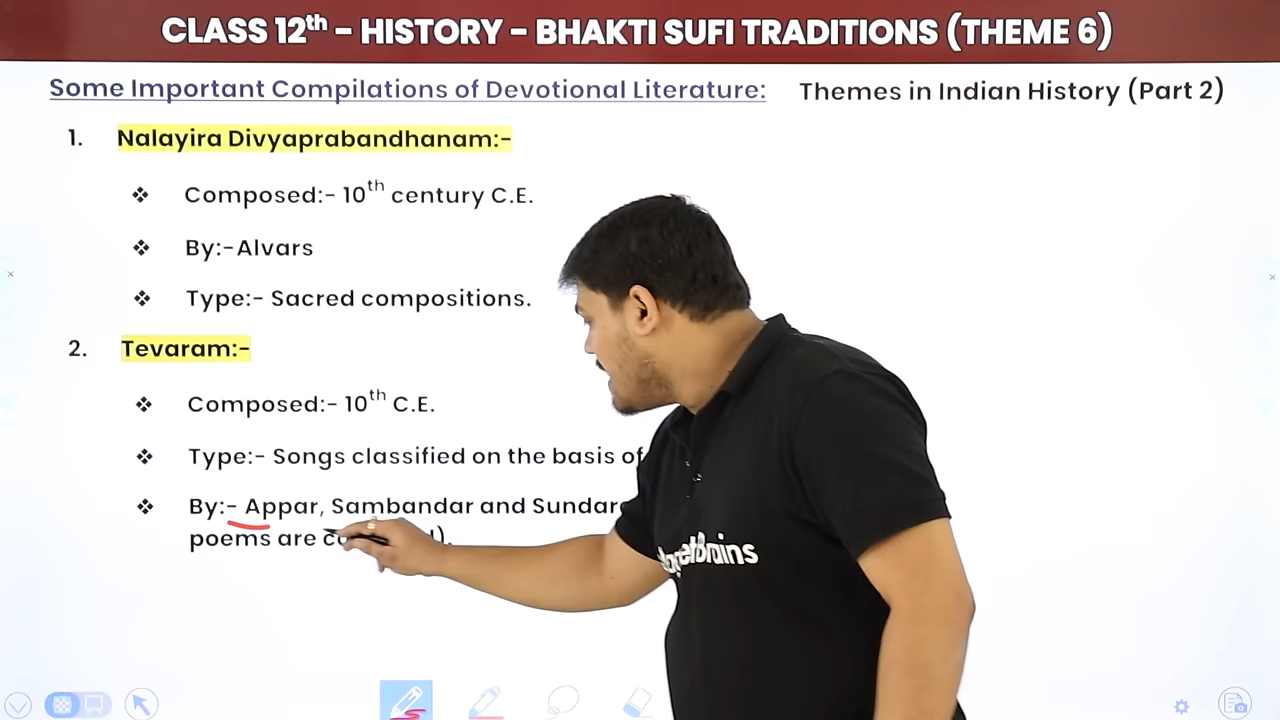 CLASS 12th - HISTORY - BHAKTI SUFI TRADITIONS (THEME 6)
Some Important Compilations of Devotional Literature: Themes in Indian History (Part 2)
1. Nalayira Divyaprabandhanam:-
❖ Composed:- 10th century C.E.
❖ By:-Alvars
❖ Type:- Sacred compositions.
2. Tevaram:-
❖ Composed:- 10th C.E.
❖ Type:- Songs classified on the basis of
❖ By:- Appar, Sambandar and
poems are